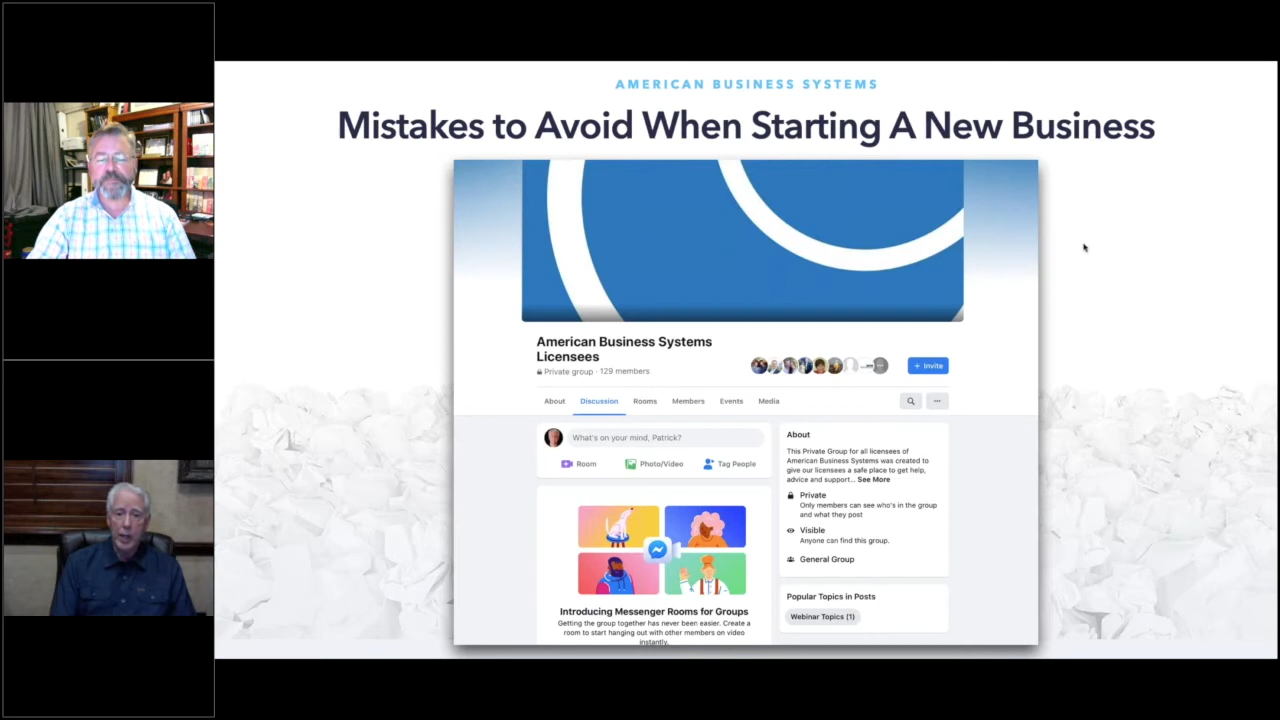 AMERICAN BUSINESS SYSTEMS
Mistakes to Avoid When Starting A New Business
American Business Systems
Licensees
Private group · 129 members
+ Invite
About
Discussion
Rooms
Members
Events
Media
What's on your mind, Patrick?
Room
Photo/Video
Tag People
Introducing Messenger Rooms for Groups
Getting the group together has never been easier. Create a
room to start hanging out with other members on video
instantly.
About
This Private Group for all licensees of
American Business Systems was created to
give our licensees a safe place to get help,
advice and support... See More
Private
Only members can see who's in the group
and what they post
Visible
Anyone can find this group.
General Group
Popular Topics in Posts
Webinar Topics (1)